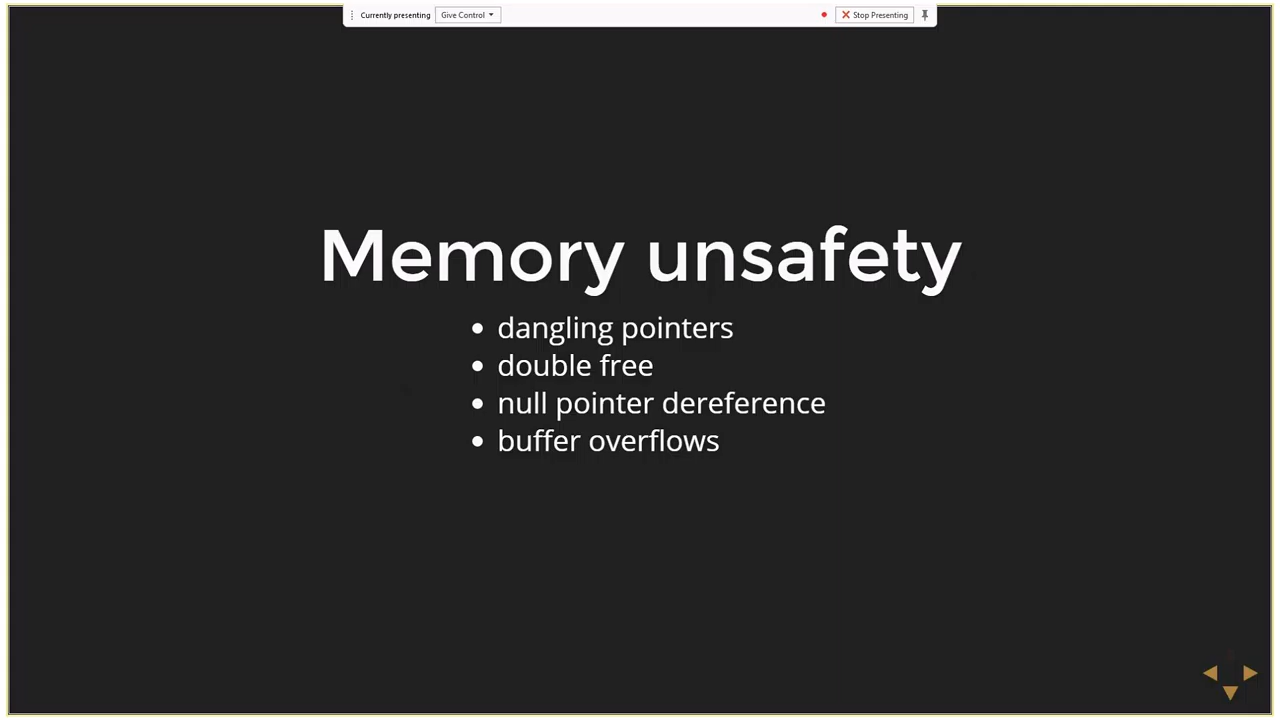 Currently presenting Give Control Stop Presenting
Memory unsafety
dangling pointers
double free
null pointer dereference
buffer overflows